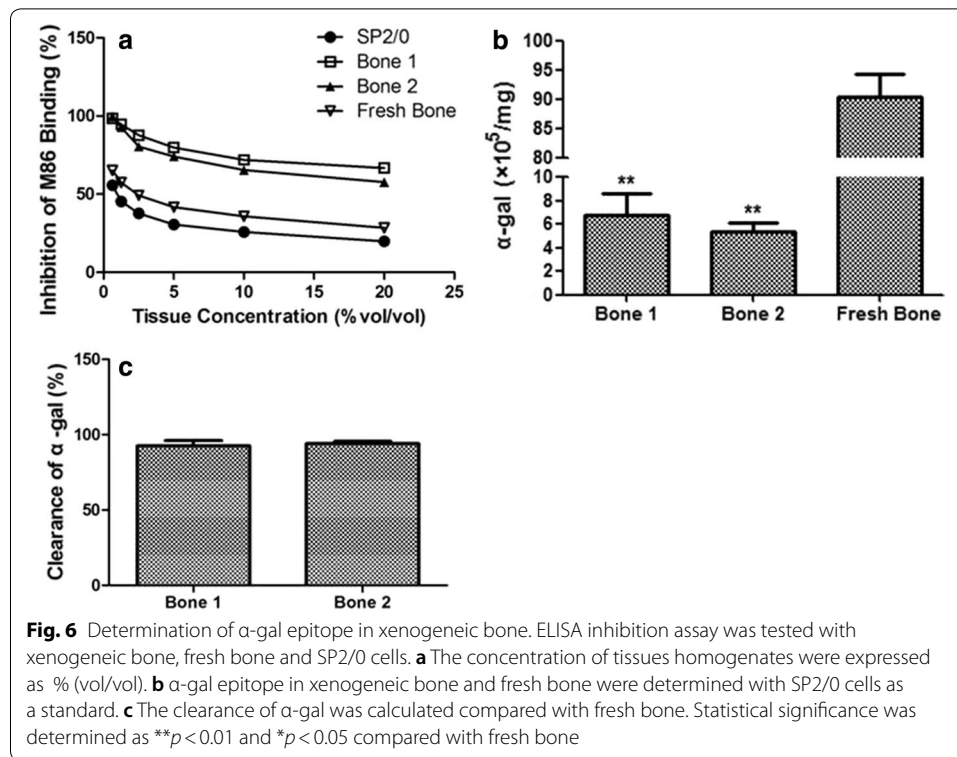 a
SP2/0
Bone 1
Bone 2
Fresh Bone
Inhibition of M86 Binding (%)
150
100
50
0
0 5 10 15 20 25
Tissue Concentration (% vol/vol)
b
α-gal (×10⁵/mg)
100
95
90
85
80
10
8
6
4
2
0
** **
Bone 1 Bone 2 Fresh Bone
c
Clearance of α -gal (%)
150
100
50
0
Bone 1 Bone 2
Fig. 6 Determination of α-gal epitope in xenogeneic bone. ELISA inhibition assay was tested with
xenogeneic bone, fresh bone and SP2/0 cells. a The concentration of tissues homogenates were expressed
as % (vol/vol). b α-gal epitope in xenogeneic bone and fresh bone were determined with SP2/0 cells as
a standard. c The clearance of α-gal was calculated compared with fresh bone. Statistical significance was
determined as **p < 0.01 and *p < 0.05 compared with fresh bone